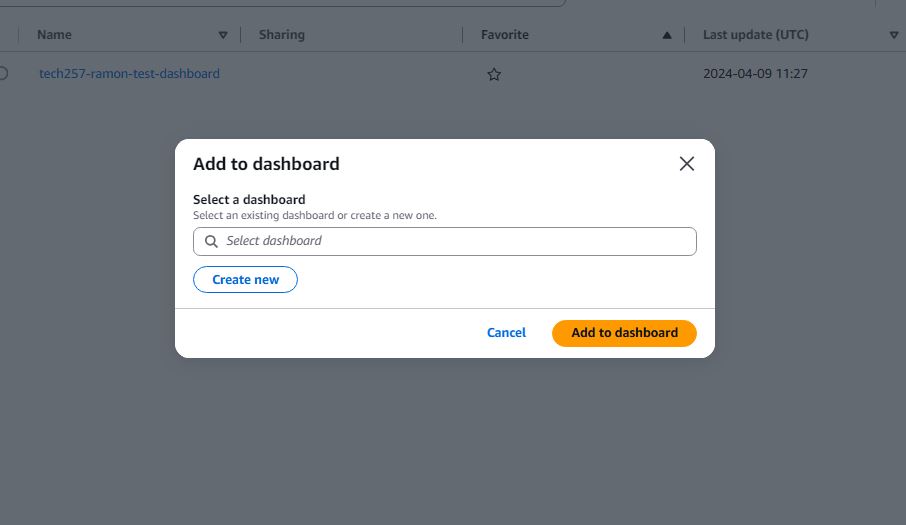 Name Sharing Favorite Last update (UTC)
tech257-ramon-test-dashboard 2024-04-09 11:27
Add to dashboard
Select a dashboard
Select an existing dashboard or create a new one.
Select dashboard
Create new
Cancel Add to dashboard